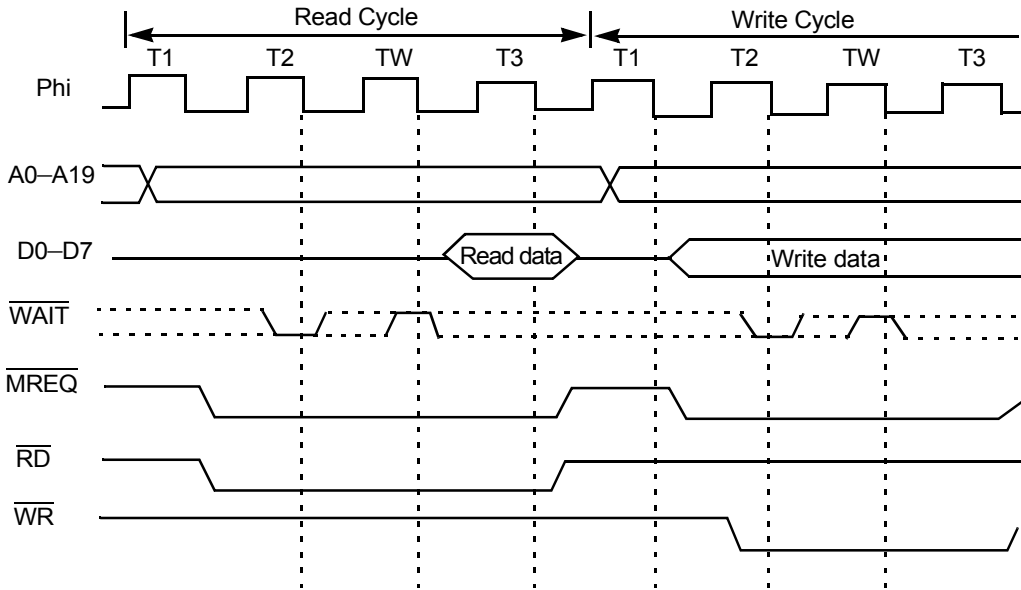 Read Cycle Write Cycle
T1 T2 TW T3 T1 T2 TW T3
Phi
A0–A19
D0–D7 Read data Write data
WAIT
MREQ
RD
WR